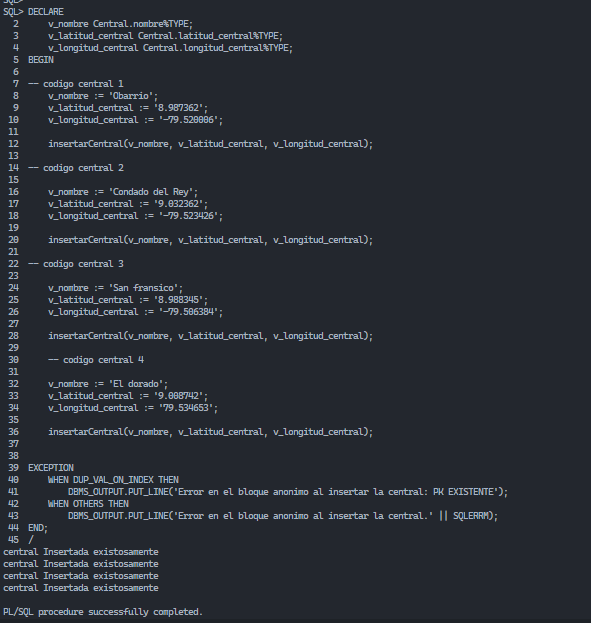 SQL>
SQL> DECLARE
2 v_nombre Central.nombre%TYPE;
3 v_latitud_central Central.latitud_central%TYPE;
4 v_longitud_central Central.longitud_central%TYPE;
5 BEGIN
6
7 -- codigo central 1
8 v_nombre := 'Obarrio';
9 v_latitud_central := '8.987362';
10 v_longitud_central := '-79.520006';
11
12 insertarCentral(v_nombre, v_latitud_central, v_longitud_central);
13
14 -- codigo central 2
15
16 v_nombre := 'Condado del Rey';
17 v_latitud_central := '9.032362';
18 v_longitud_central := '-79.523426';
19
20 insertarCentral(v_nombre, v_latitud_central, v_longitud_central);
21
22 -- codigo central 3
23
24 v_nombre := 'San fransico';
25 v_latitud_central := '8.988345';
26 v_longitud_central := '-79.506384';
27
28 insertarCentral(v_nombre, v_latitud_central, v_longitud_central);
29
30 -- codigo central 4
31
32 v_nombre := 'El dorado';
33 v_latitud_central := '9.008742';
34 v_longitud_central := '79.534653';
35
36 insertarCentral(v_nombre, v_latitud_central, v_longitud_central);
37
38
39 EXCEPTION
40 WHEN DUP_VAL_ON_INDEX THEN
41 DBMS_OUTPUT.PUT_LINE('Error en el bloque anonimo al insertar la central: PK EXISTENTE');
42 WHEN OTHERS THEN
43 DBMS_OUTPUT.PUT_LINE('Error en el bloque anonimo al insertar la central.' || SQLERRM);
44 END;
45 /
central Insertada existosamente
central Insertada existosamente
central Insertada existosamente
central Insertada existosamente
PL/SQL procedure successfully completed.